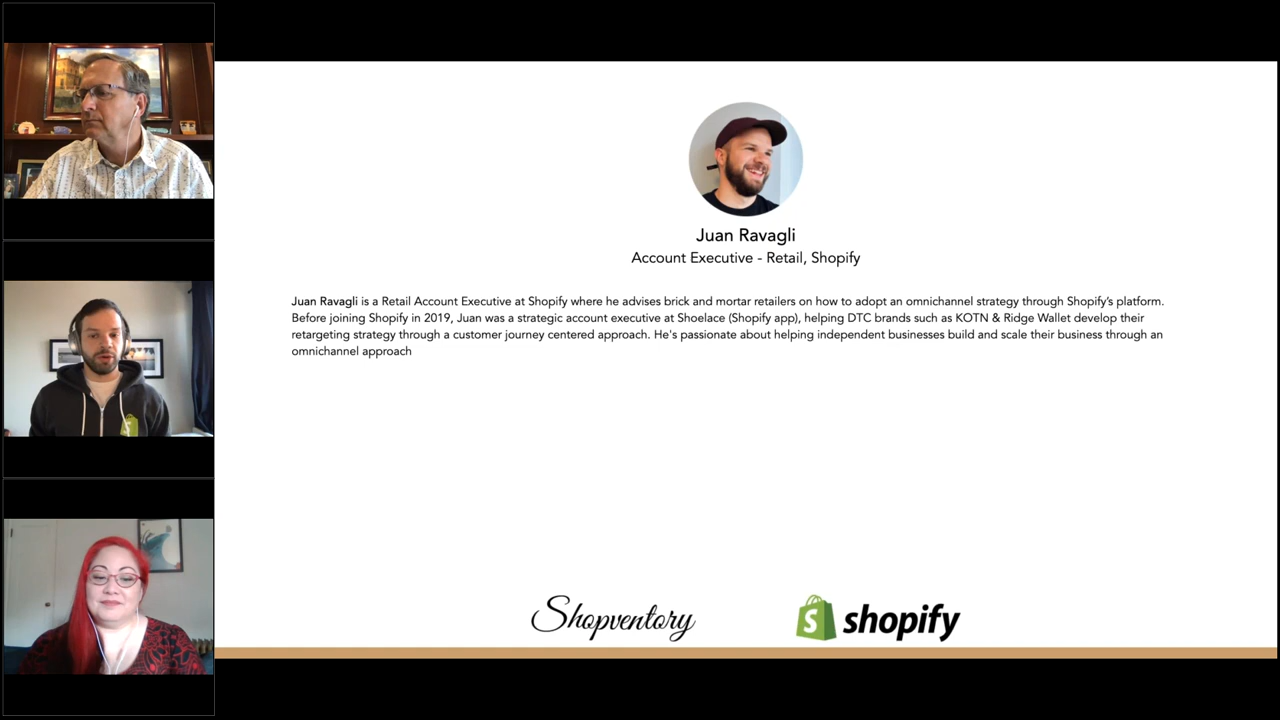 Juan Ravagli
Account Executive - Retail, Shopify
Juan Ravagli is a Retail Account Executive at Shopify where he advises brick and mortar retailers on how to adopt an omnichannel strategy through Shopify's platform.
Before joining Shopify in 2019, Juan was a strategic account executive at Shoelace (Shopify app), helping DTC brands such as KOTN & Ridge Wallet develop their
retargeting strategy through a customer journey centered approach. He's passionate about helping independent businesses build and scale their business through an
omnichannel approach
Shopventory
shopify